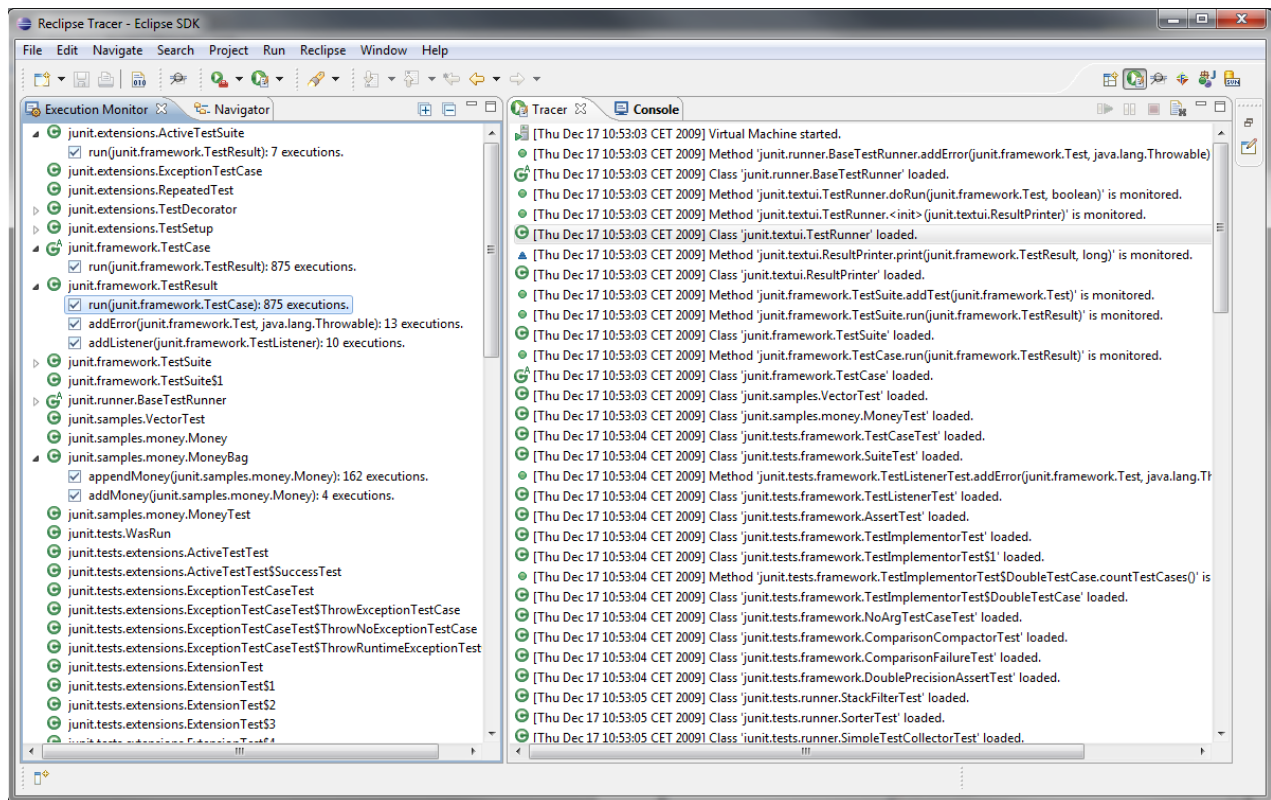 Reclipse Tracer - Eclipse SDK
File Edit Navigate Search Project Run Reclipse Window Help
Execution Monitor Navigator
junit.extensions.ActiveTestSuite
run(junit.framework.TestResult): 7 executions.
junit.extensions.ExceptionTestCase
junit.extensions.RepeatedTest
junit.extensions.TestDecorator
junit.extensions.TestSetup
junit.framework.TestCase
run(junit.framework.TestResult): 875 executions.
junit.framework.TestResult
run(junit.framework.TestCase): 875 executions.
addError(junit.framework.Test, java.lang.Throwable): 13 executions.
addListener(junit.framework.TestListener): 10 executions.
junit.framework.TestSuite
junit.framework.TestSuite$1
junit.runner.BaseTestRunner
junit.samples.VectorTest
junit.samples.money.Money
junit.samples.money.MoneyBag
appendMoney(junit.samples.money.Money): 162 executions.
addMoney(junit.samples.money.Money): 4 executions.
junit.samples.money.MoneyTest
junit.tests.WasRun
junit.tests.extensions.ActiveTestTest
junit.tests.extensions.ActiveTestTest$SuccessTest
junit.tests.extensions.ExceptionTestCaseTest
junit.tests.extensions.ExceptionTestCaseTest$ThrowExceptionTestCase
junit.tests.extensions.ExceptionTestCaseTest$ThrowNoExceptionTestCase
junit.tests.extensions.ExceptionTestCaseTest$ThrowRuntimeExceptionTest
junit.tests.extensions.ExtensionTest
junit.tests.extensions.ExtensionTest$1
junit.tests.extensions.ExtensionTest$2
junit.tests.extensions.ExtensionTest$3
junit.tests.extensions.ExtensionTest$4
Tracer Console
[Thu Dec 17 10:53:03 CET 2009] Virtual Machine started.
[Thu Dec 17 10:53:03 CET 2009] Method 'junit.runner.BaseTestRunner.addError(junit.framework.Test, java.lang.Throwable)
[Thu Dec 17 10:53:03 CET 2009] Class 'junit.runner.BaseTestRunner' loaded.
[Thu Dec 17 10:53:03 CET 2009] Method 'junit.textui.TestRunner.doRun(junit.framework.Test, boolean)' is monitored.
[Thu Dec 17 10:53:03 CET 2009] Method 'junit.textui.TestRunner.<init>(junit.textui.ResultPrinter)' is monitored.
[Thu Dec 17 10:53:03 CET 2009] Class 'junit.textui.TestRunner' loaded.
[Thu Dec 17 10:53:03 CET 2009] Method 'junit.textui.ResultPrinter.print(junit.framework.TestResult, long)' is monitored.
[Thu Dec 17 10:53:03 CET 2009] Class 'junit.textui.ResultPrinter' loaded.
[Thu Dec 17 10:53:03 CET 2009] Method 'junit.framework.TestSuite.addTest(junit.framework.Test)' is monitored.
[Thu Dec 17 10:53:03 CET 2009] Method 'junit.framework.TestSuite.run(junit.framework.TestResult)' is monitored.
[Thu Dec 17 10:53:03 CET 2009] Class 'junit.framework.TestSuite' loaded.
[Thu Dec 17 10:53:03 CET 2009] Method 'junit.framework.TestCase.run(junit.framework.TestResult)' is monitored.
[Thu Dec 17 10:53:03 CET 2009] Class 'junit.framework.TestCase' loaded.
[Thu Dec 17 10:53:03 CET 2009] Class 'junit.samples.VectorTest' loaded.
[Thu Dec 17 10:53:03 CET 2009] Class 'junit.samples.money.MoneyTest' loaded.
[Thu Dec 17 10:53:04 CET 2009] Class 'junit.tests.framework.TestCaseTest' loaded.
[Thu Dec 17 10:53:04 CET 2009] Class 'junit.tests.framework.SuiteTest' loaded.
[Thu Dec 17 10:53:04 CET 2009] Method 'junit.tests.framework.TestListenerTest.addError(junit.framework.Test, java.lang.Th
[Thu Dec 17 10:53:04 CET 2009] Class 'junit.tests.framework.TestListenerTest' loaded.
[Thu Dec 17 10:53:04 CET 2009] Class 'junit.tests.framework.AssertTest' loaded.
[Thu Dec 17 10:53:04 CET 2009] Class 'junit.tests.framework.TestImplementorTest' loaded.
[Thu Dec 17 10:53:04 CET 2009] Class 'junit.tests.framework.TestImplementorTest$1' loaded.
[Thu Dec 17 10:53:04 CET 2009] Method 'junit.tests.framework.TestImplementorTest$DoubleTestCase.countTestCases()' is
[Thu Dec 17 10:53:04 CET 2009] Class 'junit.tests.framework.TestImplementorTest$DoubleTestCase' loaded.
[Thu Dec 17 10:53:04 CET 2009] Class 'junit.tests.framework.NoArgTestCaseTest' loaded.
[Thu Dec 17 10:53:04 CET 2009] Class 'junit.tests.framework.ComparisonCompactorTest' loaded.
[Thu Dec 17 10:53:04 CET 2009] Class 'junit.tests.framework.ComparisonFailureTest' loaded.
[Thu Dec 17 10:53:04 CET 2009] Class 'junit.tests.framework.DoublePrecisionAssertTest' loaded.
[Thu Dec 17 10:53:05 CET 2009] Class 'junit.tests.runner.StackFilterTest' loaded.
[Thu Dec 17 10:53:05 CET 2009] Class 'junit.tests.runner.SorterTest' loaded.
[Thu Dec 17 10:53:05 CET 2009] Class 'junit.tests.runner.SimpleTestCollectorTest' loaded.